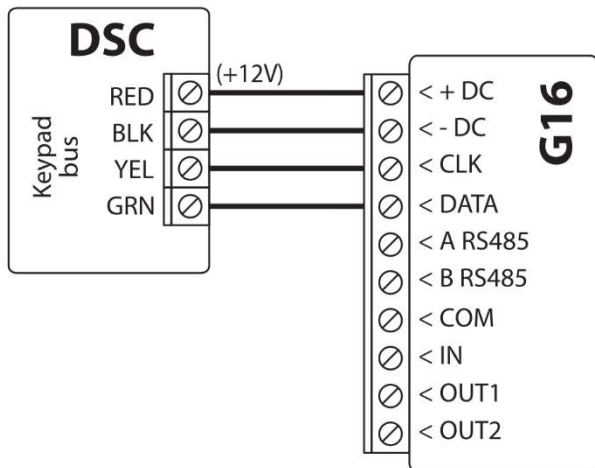 DSC
(+12V)
Keypad
bus
RED
BLK
YEL
GRN
G16
< + DC
< - DC
< CLK
< DATA
< A RS485
< B RS485
< COM
< IN
< OUT1
< OUT2